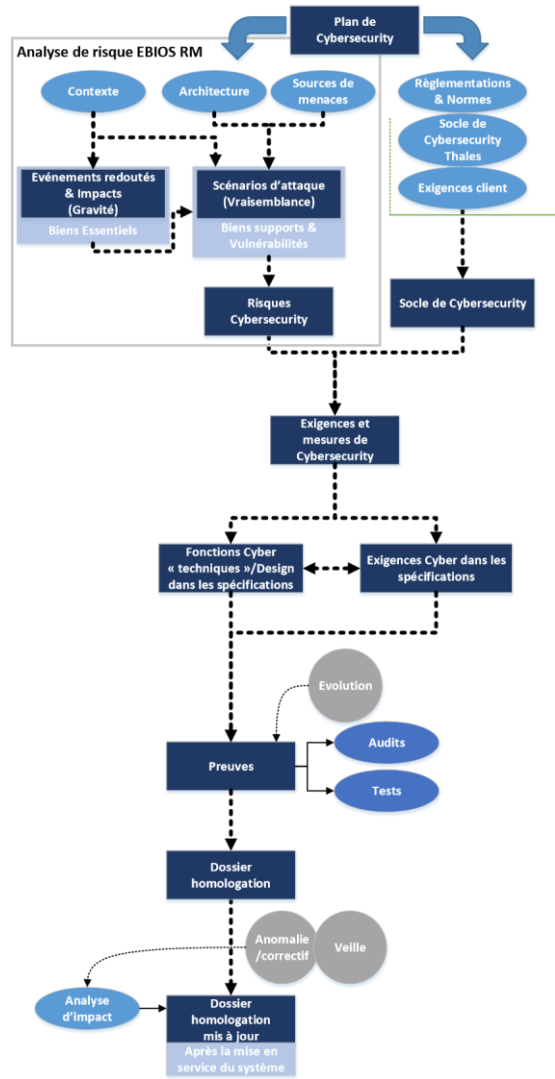 Plan de
Cybersecurity
Analyse de risque EBIOS RM
Contexte
Architecture
Sources de
menaces
Règlementations
& Normes
Socle de
Cybersecurity
Thales
Exigences client
Evénements redoutés
& Impacts
(Gravité)
Biens Essentiels
Scénarios d'attaque
(Vraisemblance)
Biens supports &
Vulnérabilités
Risques
Cybersecurity
Socle de Cybersecurity
Exigences et
mesures de
Cybersecurity
Fonctions Cyber
« techniques »/Design
dans les spécifications
Exigences Cyber dans les
spécifications
Evolution
Preuves
Audits
Tests
Dossier
homologation
Anomalie
/correctif
Veille
Analyse
d'impact
Dossier
homologation
mis à jour
Après la mise en
service du système